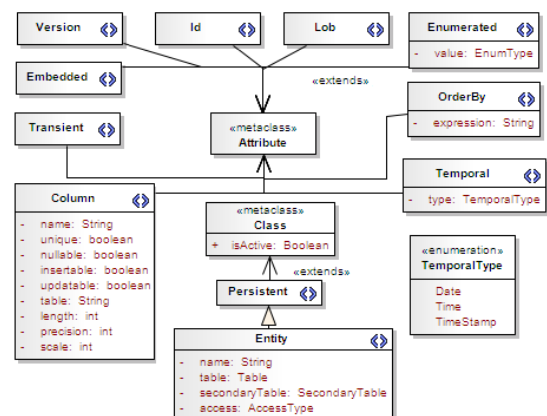 Version
Id
Lob
Enumerated
- value: EnumType
Embedded
«extends»
OrderBy
- expression: String
Transient
«metaclass»
Attribute
Temporal
- type: TemporalType
Column
- name: String
- unique: boolean
- nullable: boolean
- insertable: boolean
- updatable: boolean
- table: String
- length: int
- precision: int
- scale: int
«metaclass»
Class
+ isActive: Boolean
«extends»
«enumeration»
TemporalType
Date
Time
TimeStamp
Persistent
Entity
- name: String
- table: Table
- secondaryTable: SecondaryTable
- access: AccessType